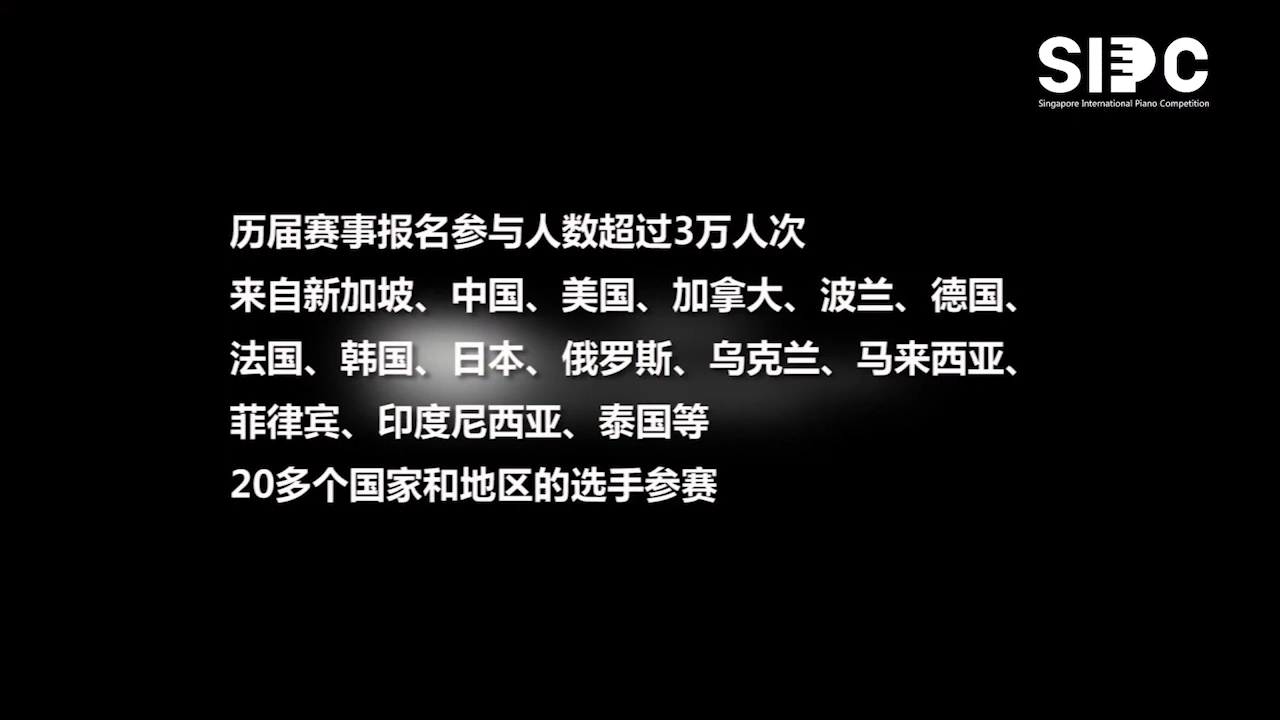 SIPC
Singapore International Piano Competition
历届赛事报名参与人数超过3万人次
来自新加坡、中国、美国、加拿大、波兰、德国、
法国、韩国、日本、俄罗斯、乌克兰、马来西亚、
菲律宾、印度尼西亚、泰国等
20多个国家和地区的选手参赛